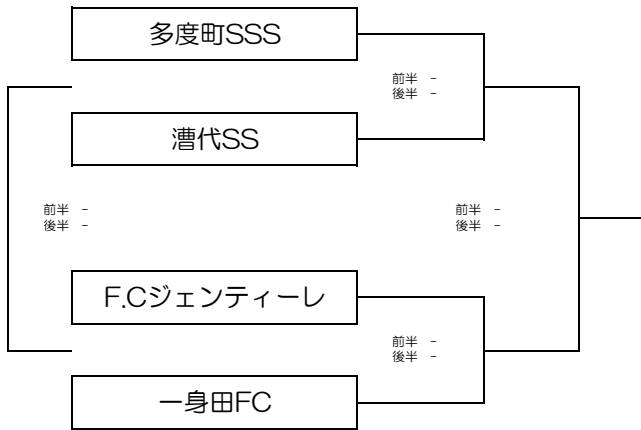 多度町SSS
前半 -
後半 -
漕代SS
前半 -
後半 -
前半 -
後半 -
F.Cジェンティーレ
前半 -
後半 -
一身田FC